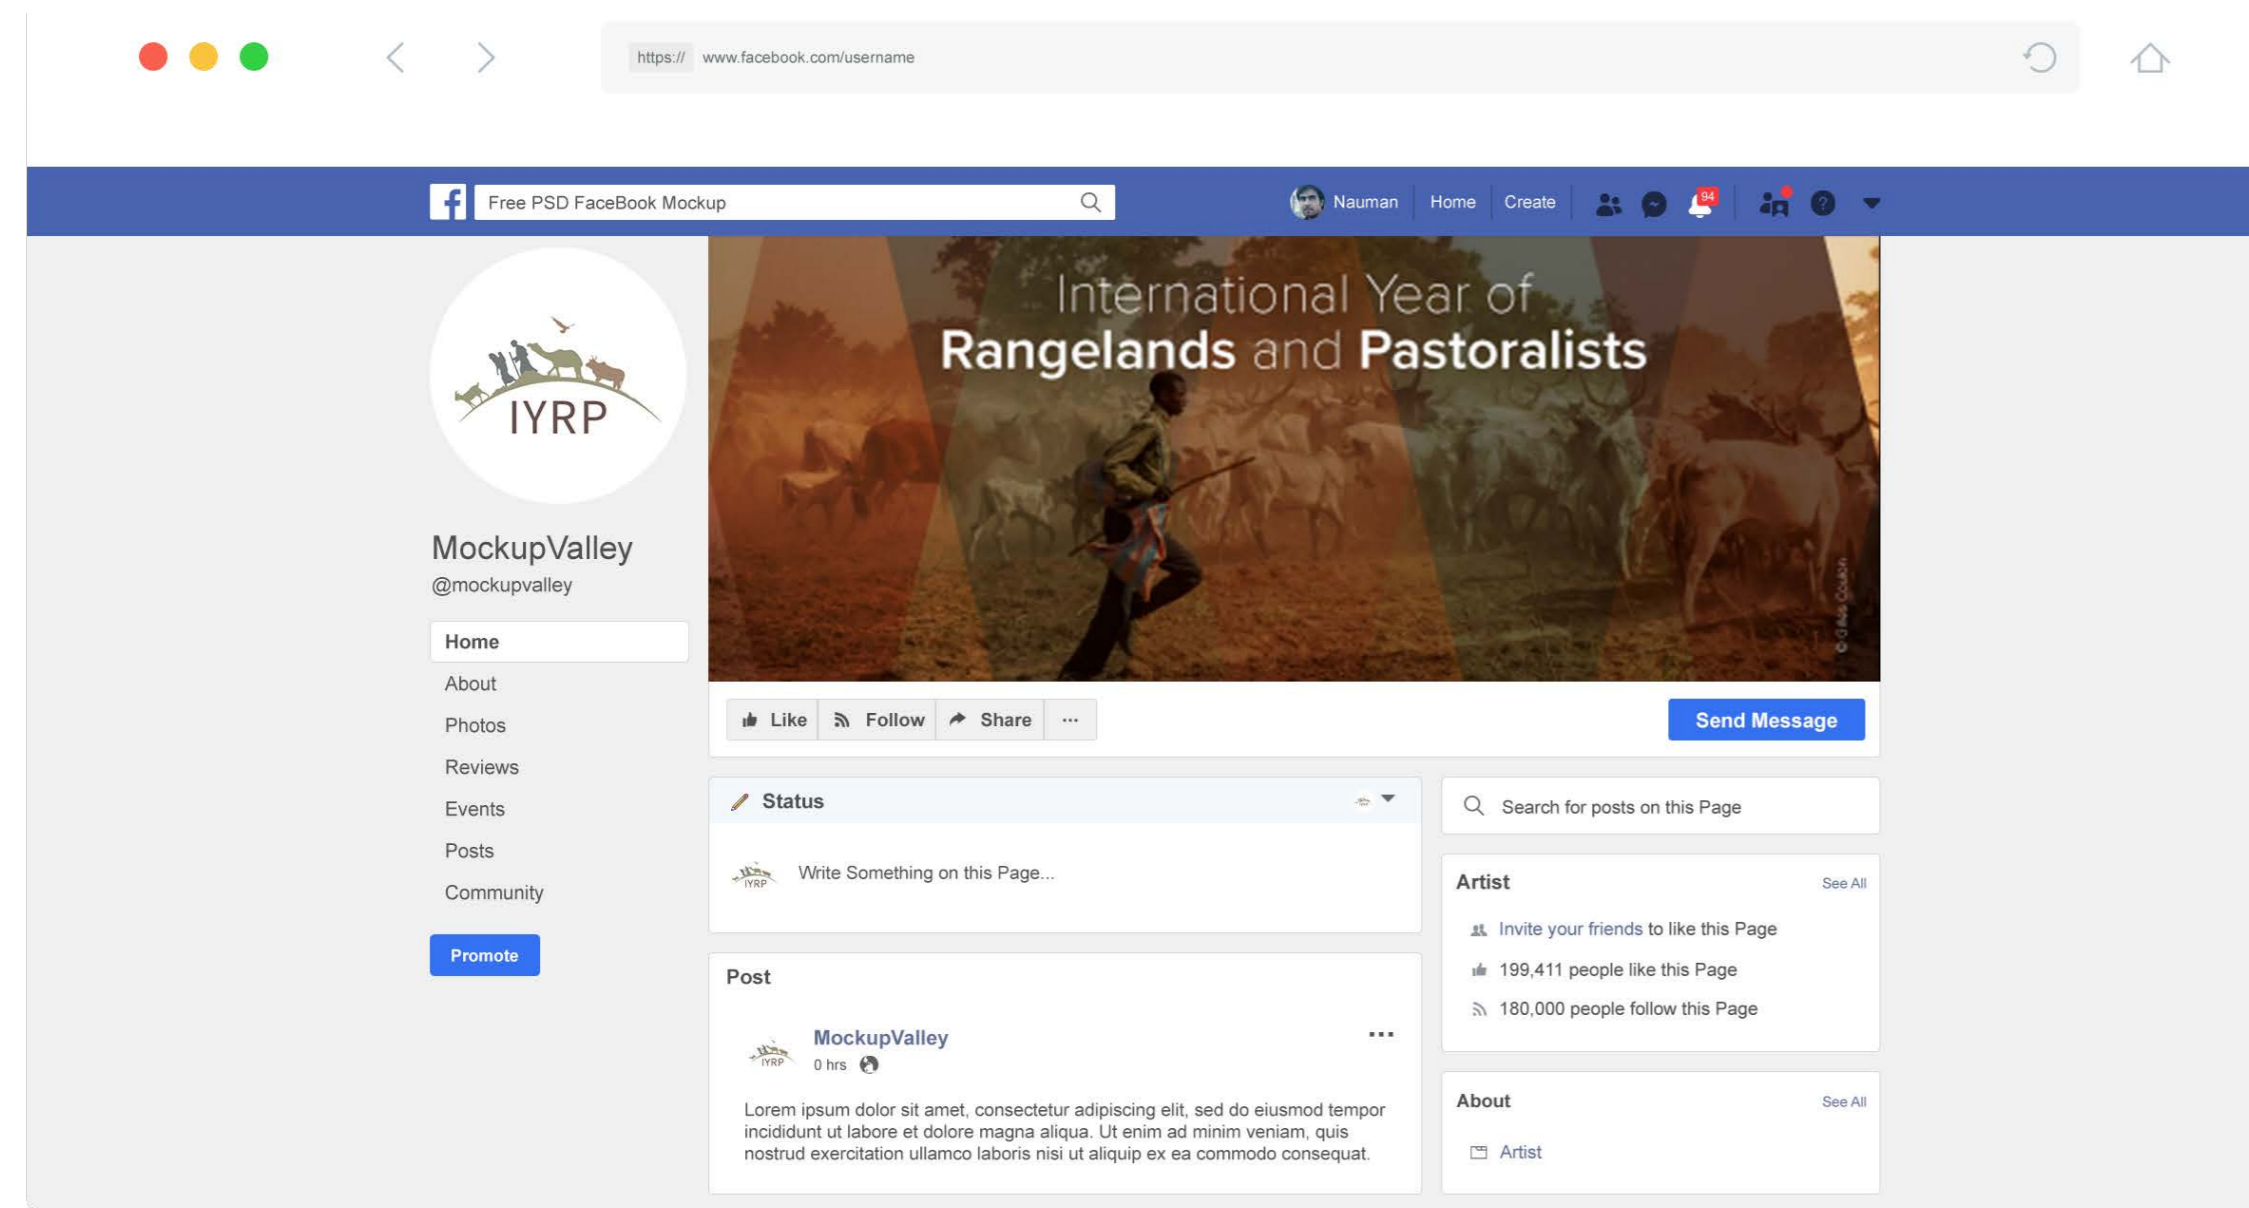 https:// www.facebook.com/username
Free PSD FaceBook Mockup
Nauman
Home
Create
94
?
IYRP
MockupValley
@mockupvalley
Home
About
Photos
Reviews
Events
Posts
Community
Promote
International Year of
Rangelands and Pastoralists
Like
Follow
Share
Send Message
Status
IYRP
Write Something on this Page...
Post
IYRP
MockupValley
0 hrs
Lorem ipsum dolor sit amet, consectetur adipiscing elit, sed do eiusmod tempor
incididunt ut labore et dolore magna aliqua. Ut enim ad minim veniam, quis
nostrud exercitation ullamco laboris nisi ut aliquip ex ea commodo consequat.
Search for posts on this Page
Artist
See All
Invite your friends to like this Page
199,411 people like this Page
180,000 people follow this Page
About
See All
Artist